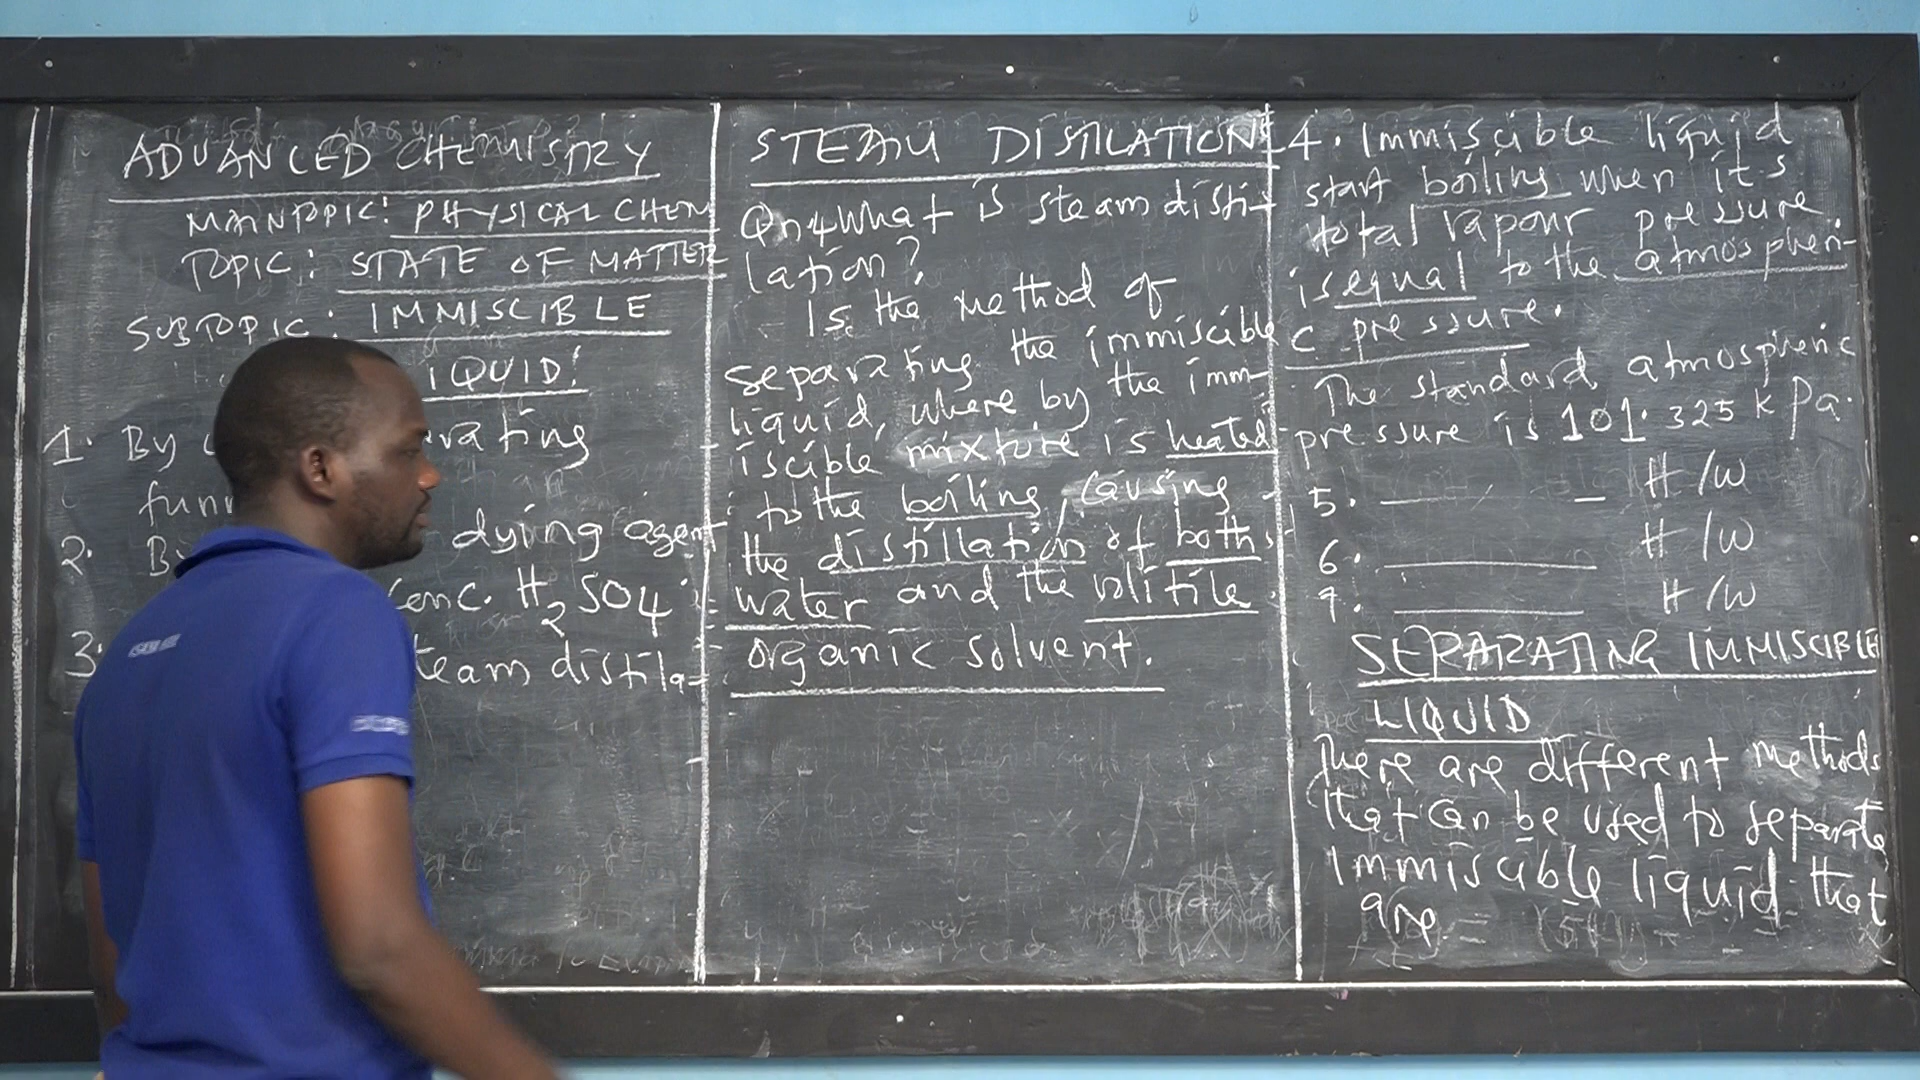 ADVANCED CHEMISTRY
MAINTOPIC: PHYSICAL CHEM
TOPIC: STATE OF MATTER
SUBTOPIC: IMMISCIBLE
IQUID!
1. By rating
funn
2. B dying agent
Conc. H2SO4
3. team distila-
STEAM DISTILATION
Qn4 What is steam disti-
lation?
Is the method of
separating the immiscible
liquid, where by the imm-
iscible mixture is heated
to the boiling, causing
the distillation of both
water and the volitile
organic solvent.
4. Immiscible liquid
start boiling when it's
total vapour pressure
is equal to the atmospheri-
c pressure.
The standard atmospheric
pressure is 101.325 kPa.
5. H/W
6. H/W
7. H/W
SEPARATING IMMISCIBLE
LIQUID
There are different methods
that can be used to separate
immiscible liquid that
are